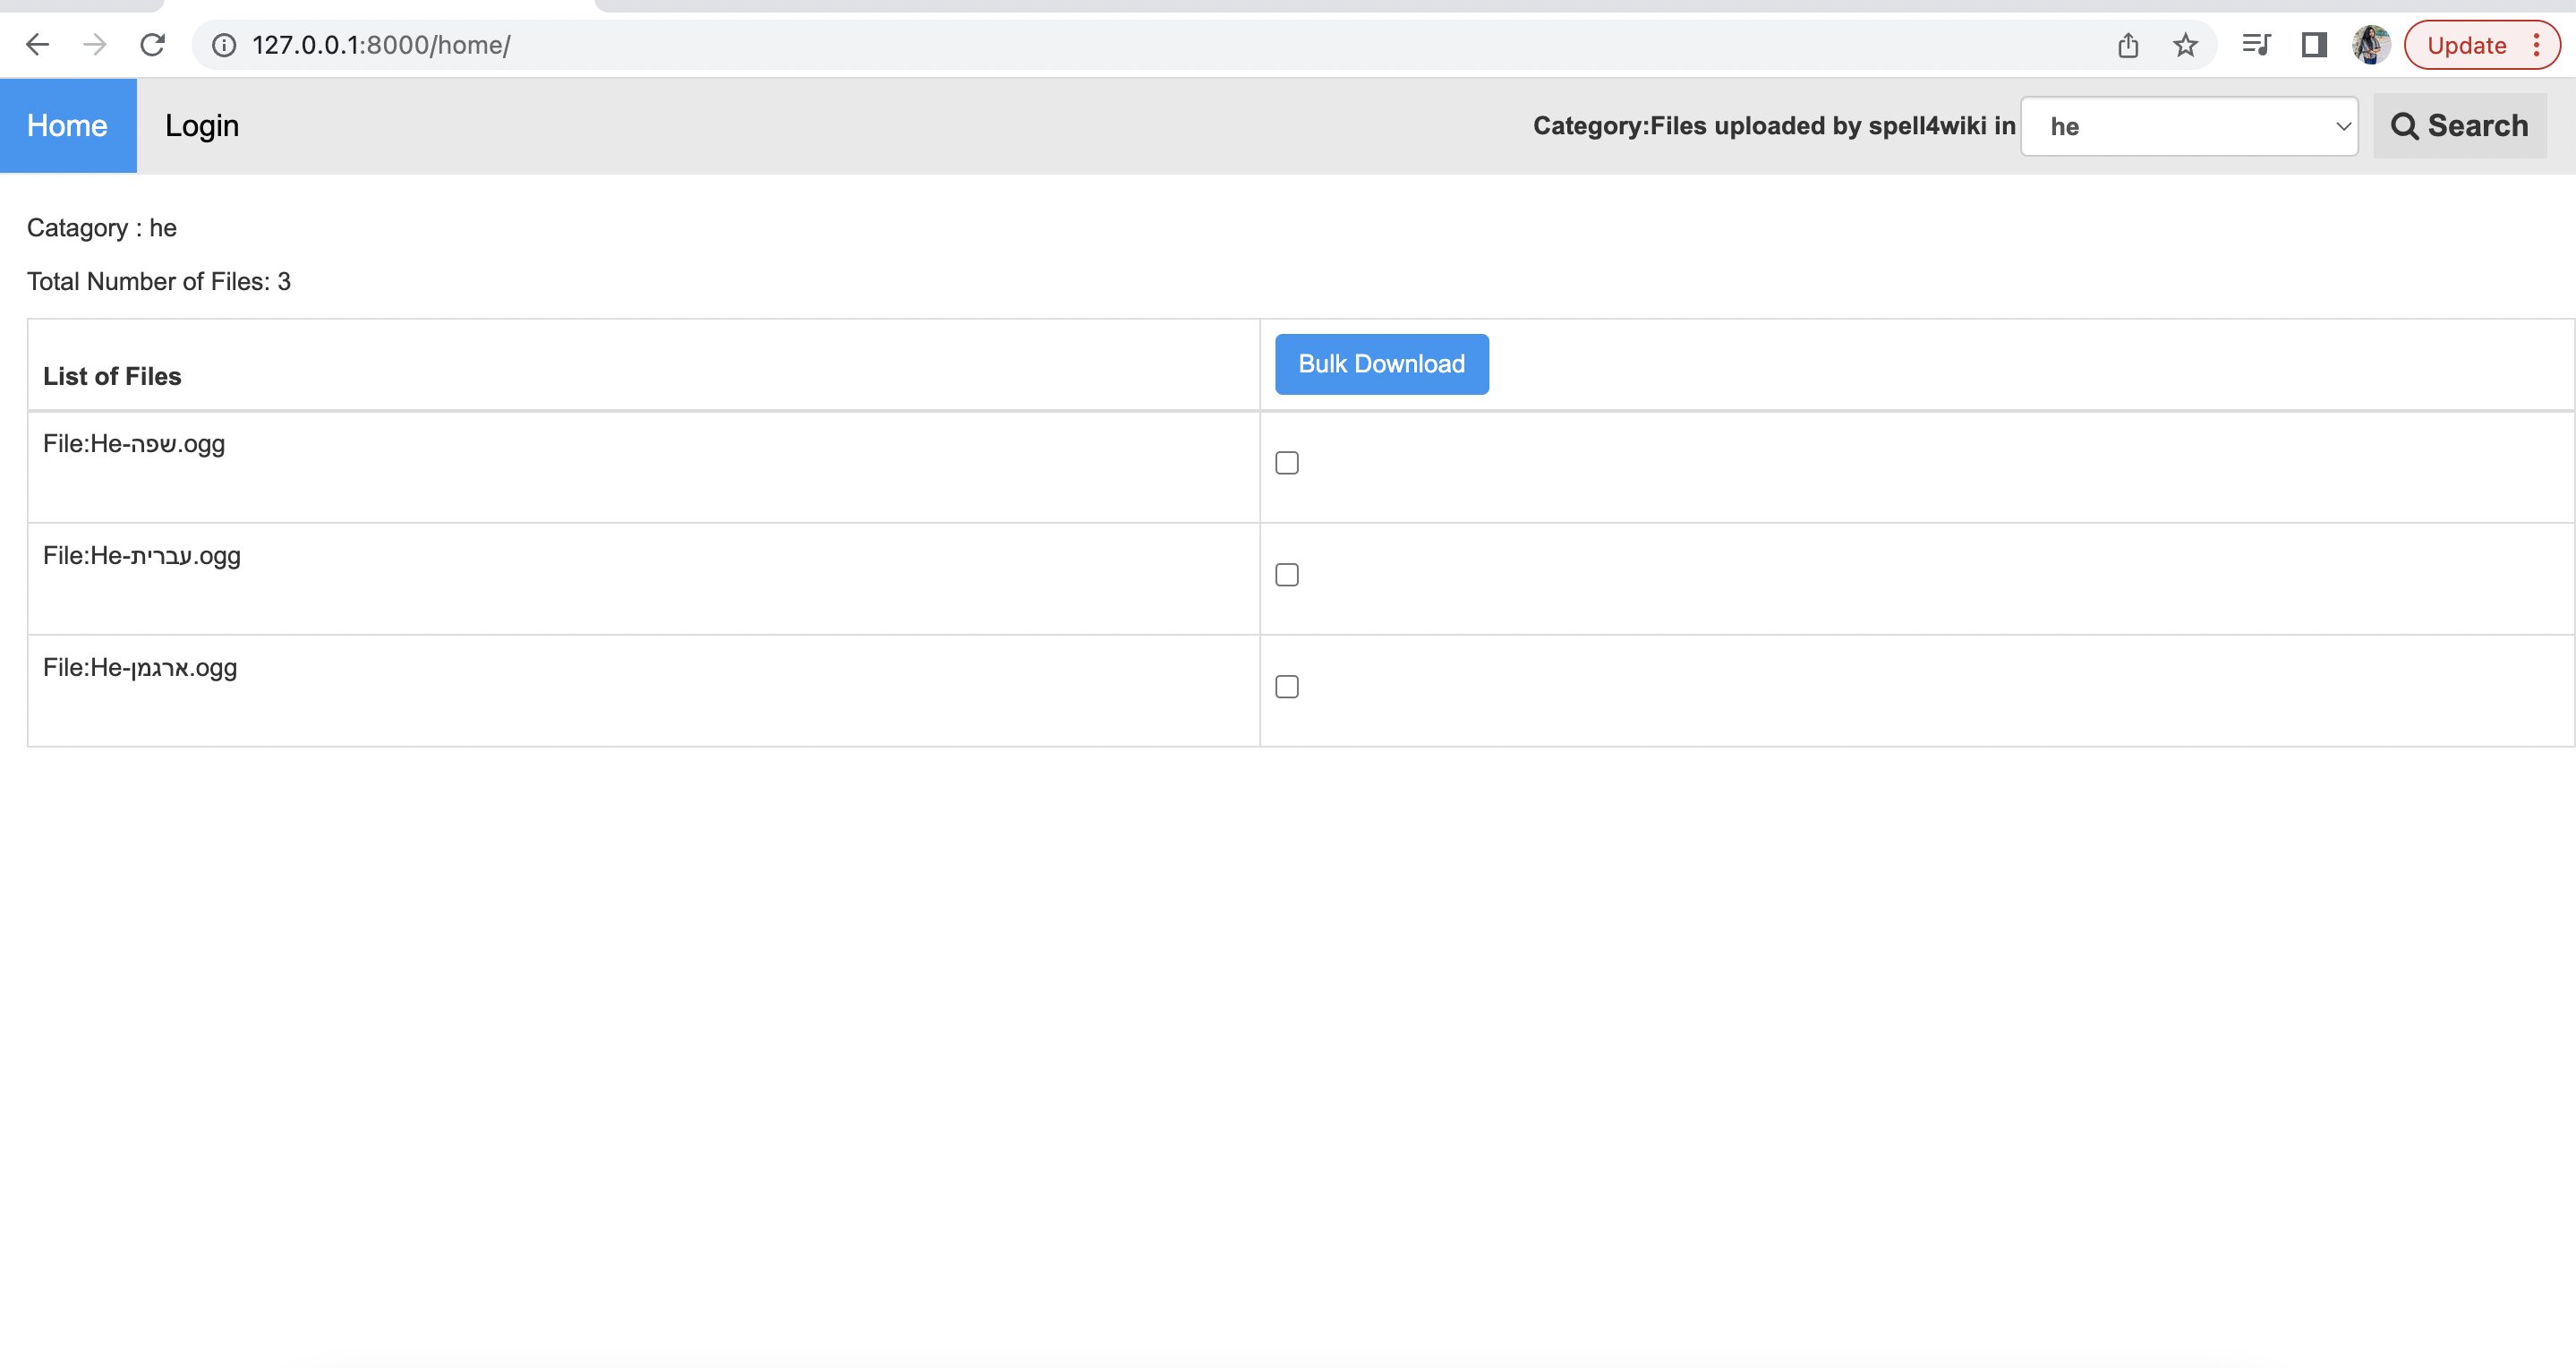 127.0.0.1:8000/home/
Update
Home
Login
Category:Files uploaded by spell4wiki in
he
Search
Catagory : he
Total Number of Files: 3
List of Files
Bulk Download
File:He-שפה.ogg
File:He-עברית.ogg
File:He-ארגמן.ogg